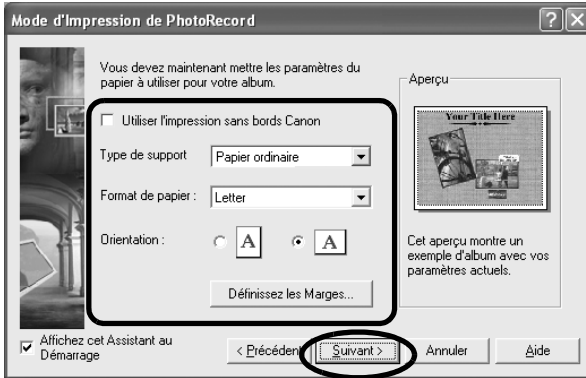 Mode d'Impression de PhotoRecord
Vous devez maintenant mettre les paramètres du
papier à utiliser pour votre album.
Utiliser l'impression sans bords Canon
Type de support
Papier ordinaire
Format de papier :
Letter
Orientation :
A
A
Définissez les Marges...
Aperçu
Your Title Here
Cet aperçu montre un
exemple d'album avec vos
paramètres actuels.
Affichez cet Assistant au
Démarrage
< Précédent
Suivant >
Annuler
Aide